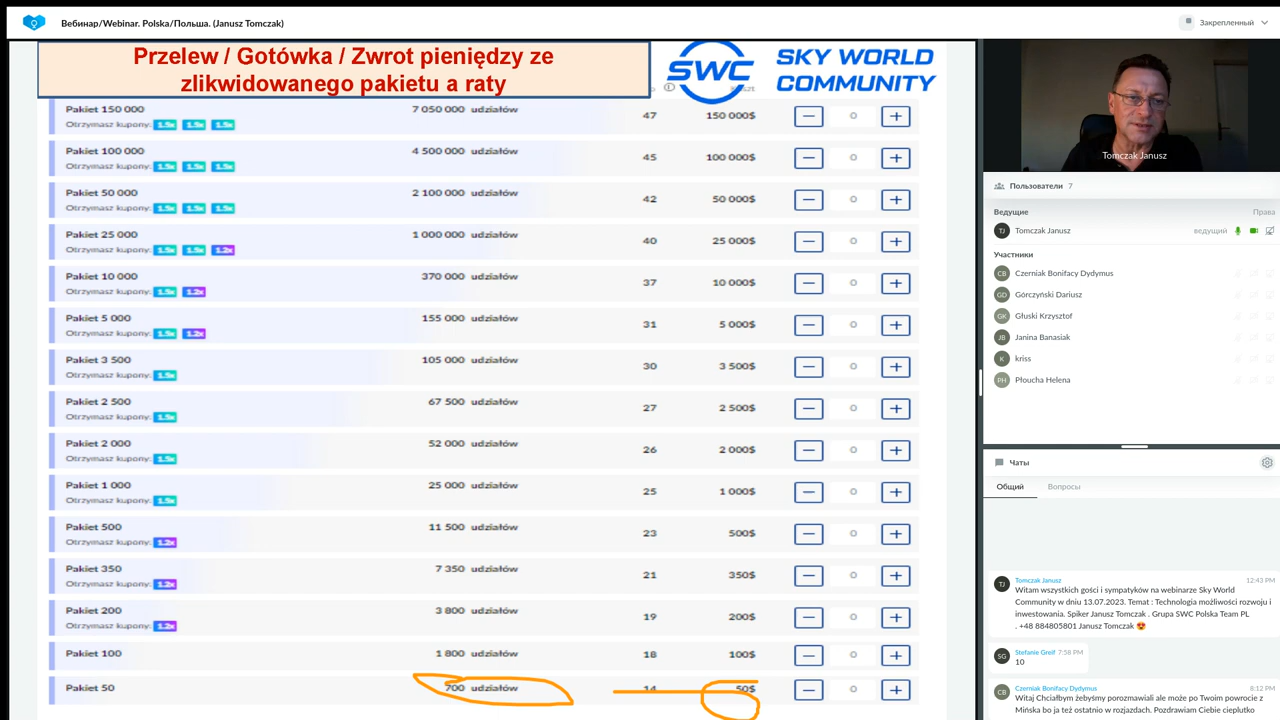 Вебинар/Webinar. Polska/Польша. (Janusz Tomczak)
Закрепленный
Przelew / Gotówka / Zwrot pieniędzy ze
zlikwidowanego pakietu a raty
SWC
SKY WORLD
COMMUNITY
Pakiet 150 000 7 050 000 udziałów 47 150 000$ 0
Otrzymasz kupony: 1.5x 1.5x 1.5x
Pakiet 100 000 4 500 000 udziałów 45 100 000$ 0
Otrzymasz kupony: 1.5x 1.5x 1.5x
Pakiet 50 000 2 100 000 udziałów 42 50 000$ 0
Otrzymasz kupony: 1.5x 1.5x 1.5x
Pakiet 25 000 1 000 000 udziałów 40 25 000$ 0
Otrzymasz kupony: 1.5x 1.5x 1.2x
Pakiet 10 000 370 000 udziałów 37 10 000$ 0
Otrzymasz kupony: 1.5x 1.2x
Pakiet 5 000 155 000 udziałów 31 5 000$ 0
Otrzymasz kupony: 1.5x 1.2x
Pakiet 3 500 105 000 udziałów 30 3 500$ 0
Otrzymasz kupony: 1.5x
Pakiet 2 500 67 500 udziałów 27 2 500$ 0
Otrzymasz kupony: 1.5x
Pakiet 2 000 52 000 udziałów 26 2 000$ 0
Otrzymasz kupony: 1.5x
Pakiet 1 000 25 000 udziałów 25 1 000$ 0
Otrzymasz kupony: 1.5x
Pakiet 500 11 500 udziałów 23 500$ 0
Otrzymasz kupony: 1.2x
Pakiet 350 7 350 udziałów 21 350$ 0
Otrzymasz kupony: 1.2x
Pakiet 200 3 800 udziałów 19 200$ 0
Otrzymasz kupony: 1.2x
Pakiet 100 1 800 udziałów 18 100$ 0
Pakiet 50 700 udziałów 14 50$ 0
Tomczak Janusz
Пользователи 7
Ведущие Права
TJ Tomczak Janusz ведущий
Участники
CB Czerniak Bonifacy Dydymus
GD Górczyński Dariusz
GK Głuski Krzysztof
JB Janina Banasiak
K kriss
PH Płoucha Helena
Чаты
Общий Вопросы
TJ Tomczak Janusz 12:43 PM
Witam wszystkich gości i sympatyków na webinarze Sky World
Community w dniu 13.07.2023. Temat : Technologia możliwości rozwoju i
inwestowania. Spiker Janusz Tomczak . Grupa SWC Polska Team PL
. +48 884805801 Janusz Tomczak 😍
SG Stefanie Greif 7:58 PM
10
CB Czerniak Bonifacy Dydymus 8:12 PM
Witaj Chciałbym żebyśmy porozmawiali ale może po Twoim powrocie z
Mińska bo ja też ostatnio w rozjazdach. Pozdrawiam Ciebie cieplutko